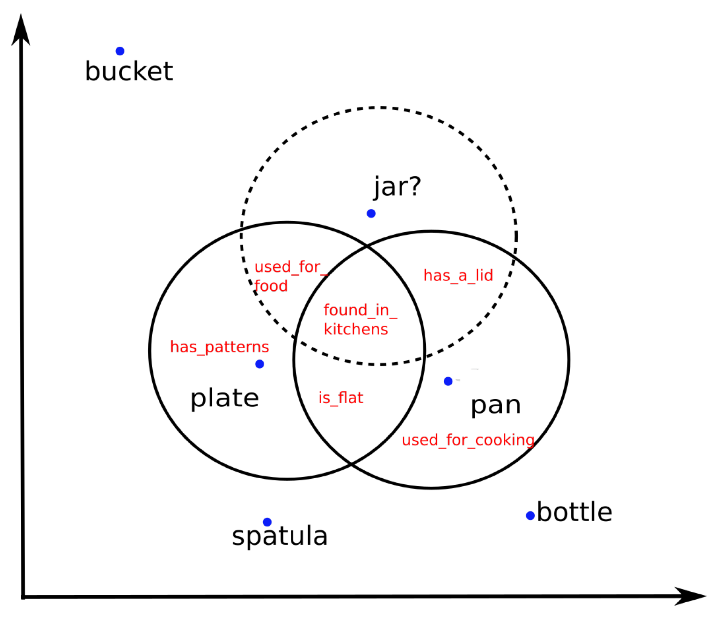 bucket
jar?
used_for_
food
has_a_lid
found_in_
kitchens
has_patterns
plate
is_flat
pan
used_for_cooking
bottle
spatula